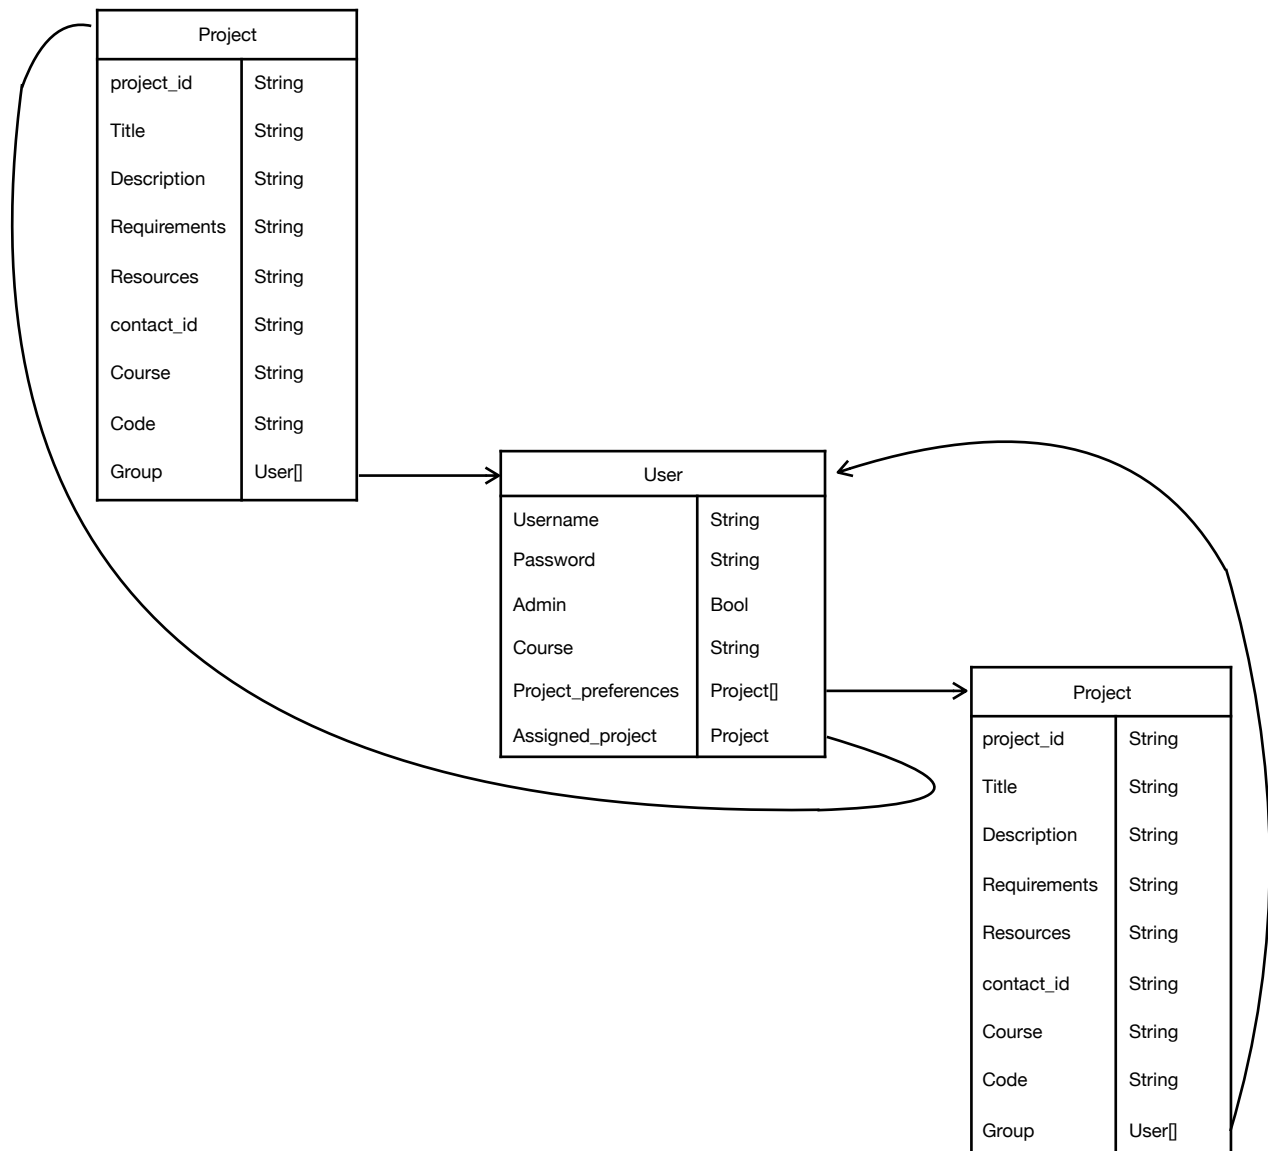 Project
project_id String
Title String
Description String
Requirements String
Resources String
contact_id String
Course String
Code String
Group User[]
User
Username String
Password String
Admin Bool
Course String
Project_preferences Project[]
Assigned_project Project
Project
project_id String
Title String
Description String
Requirements String
Resources String
contact_id String
Course String
Code String
Group User[]